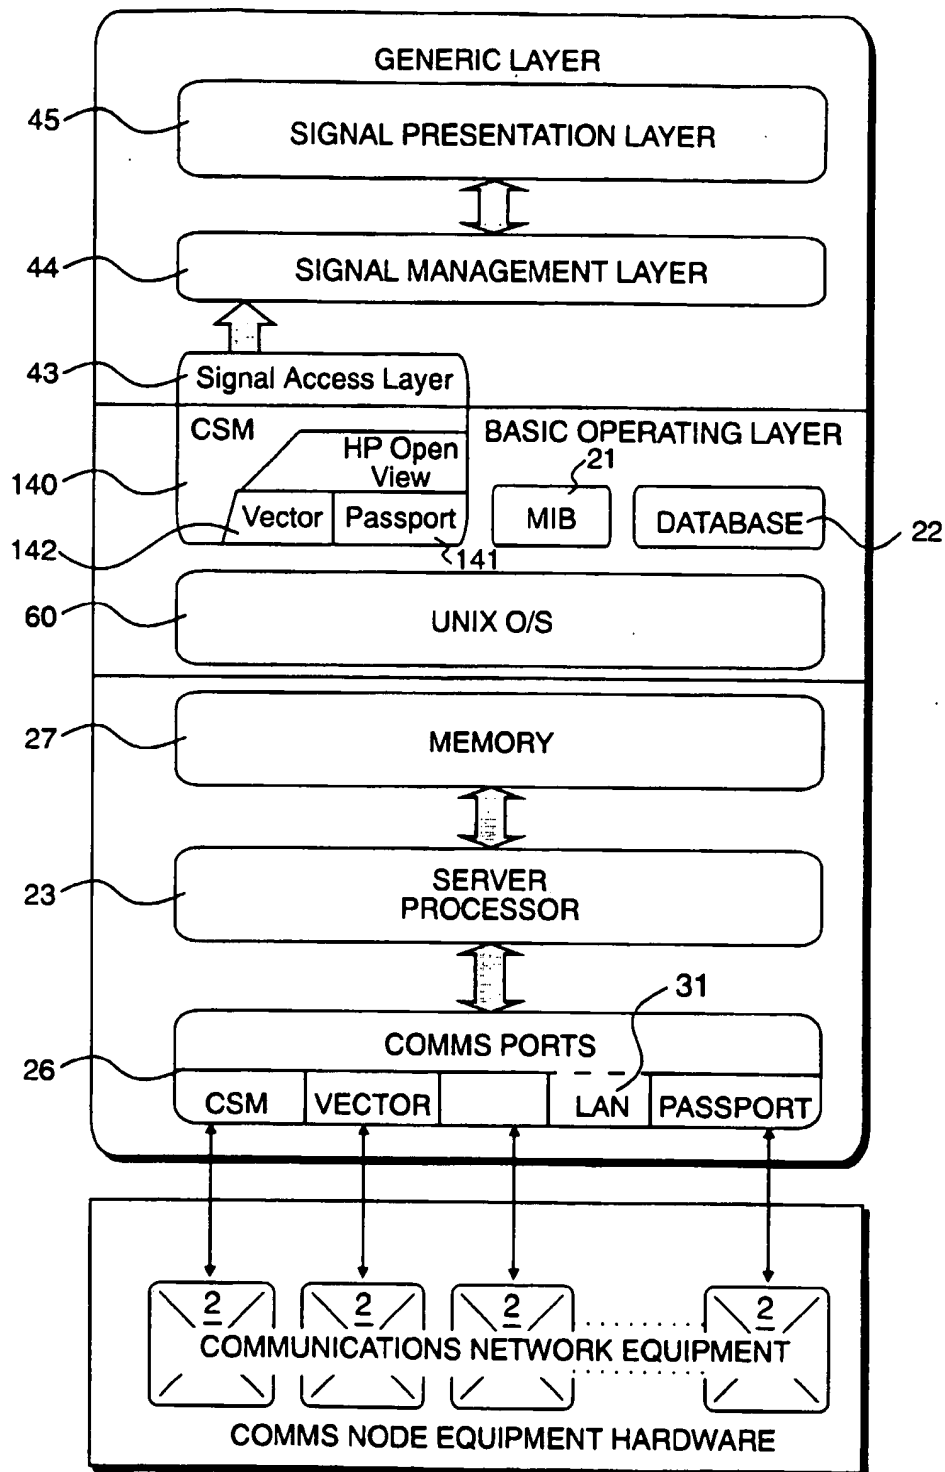 GENERIC LAYER
45
SIGNAL PRESENTATION LAYER
44
SIGNAL MANAGEMENT LAYER
43
Signal Access Layer
CSM
BASIC OPERATING LAYER
HP Open
View
21
140
Vector
Passport
MIB
DATABASE
22
142
141
60
UNIX O/S
27
MEMORY
23
SERVER
PROCESSOR
31
COMMS PORTS
26
CSM
VECTOR
LAN
PASSPORT
2
2
2
2
COMMUNICATIONS NETWORK EQUIPMENT
COMMS NODE EQUIPMENT HARDWARE